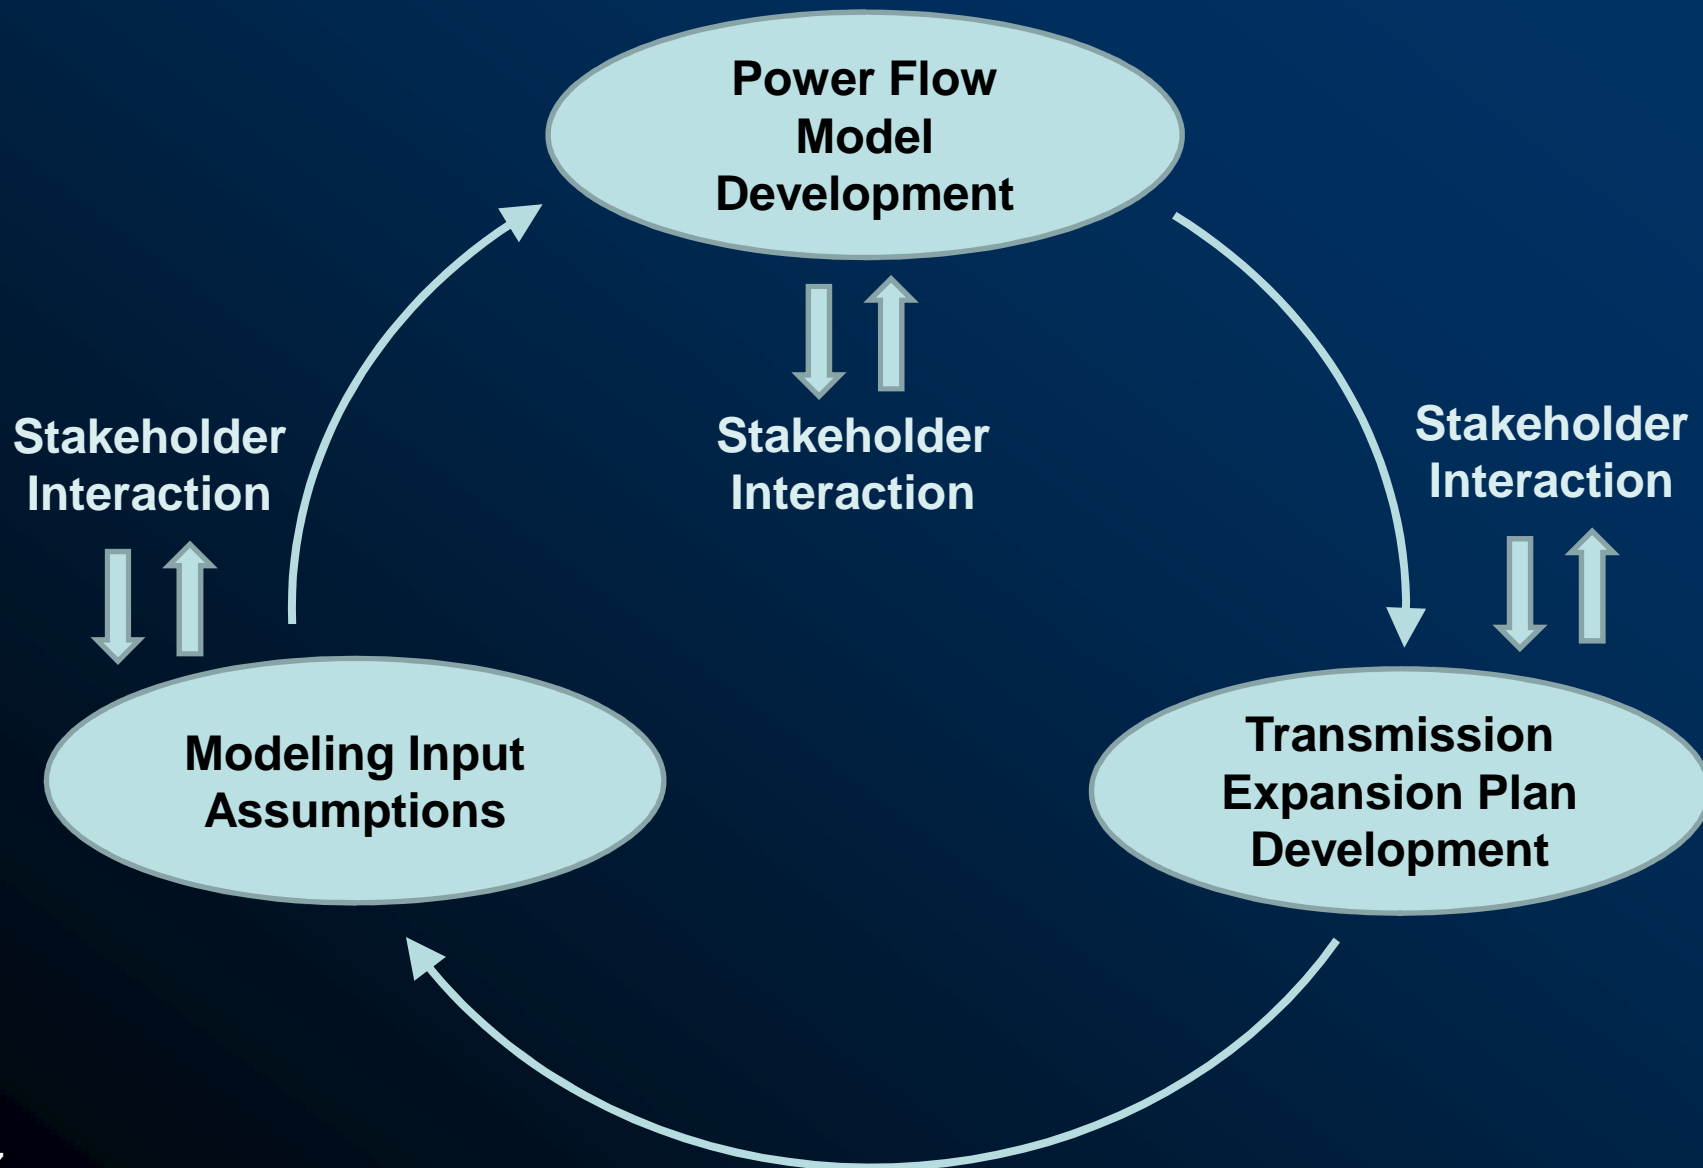 Power Flow
Model
Development
Stakeholder
Interaction
Stakeholder
Interaction
Stakeholder
Interaction
Modeling Input
Assumptions
Transmission
Expansion Plan
Development